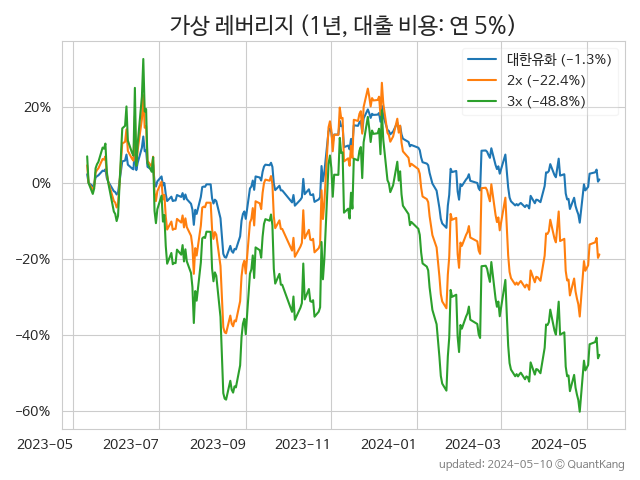 가상 레버리지 (1년, 대출 비용: 연 5%)
대한유화 (−1.3%)
2x (−22.4%)
3x (−48.8%)
20%
0%
−20%
−40%
−60%
2023-05 2023-07 2023-09 2023-11 2024-01 2024-03 2024-05
updated: 2024-05-10 © QuantKang